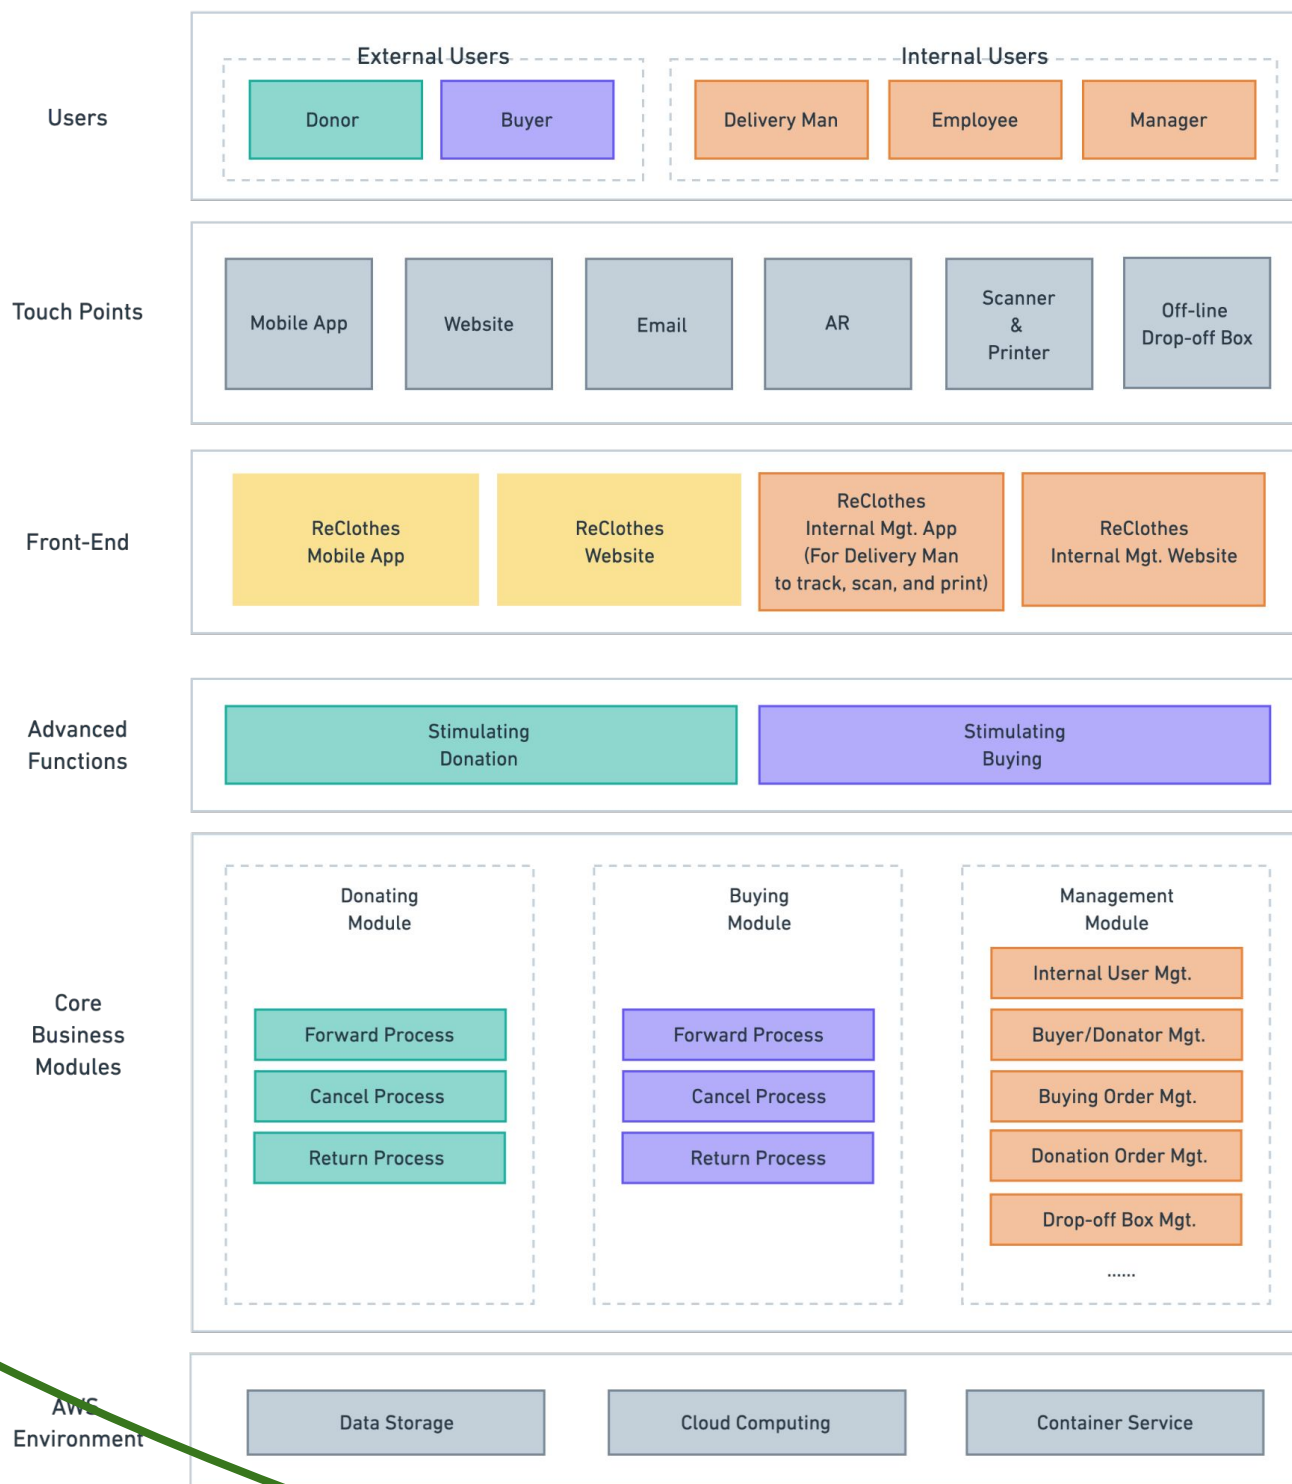 External Users
Internal Users
Users
Donor
Buyer
Delivery Man
Employee
Manager
Touch Points
Mobile App
Website
Email
AR
Scanner
&
Printer
Off-line
Drop-off Box
Front-End
ReClothes
Mobile App
ReClothes
Website
ReClothes
Internal Mgt. App
(For Delivery Man
to track, scan, and print)
ReClothes
Internal Mgt. Website
Advanced
Functions
Stimulating
Donation
Stimulating
Buying
Core
Business
Modules
Donating
Module
Forward Process
Cancel Process
Return Process
Buying
Module
Forward Process
Cancel Process
Return Process
Management
Module
Internal User Mgt.
Buyer/Donator Mgt.
Buying Order Mgt.
Donation Order Mgt.
Drop-off Box Mgt.
......
AWS
Environment
Data Storage
Cloud Computing
Container Service